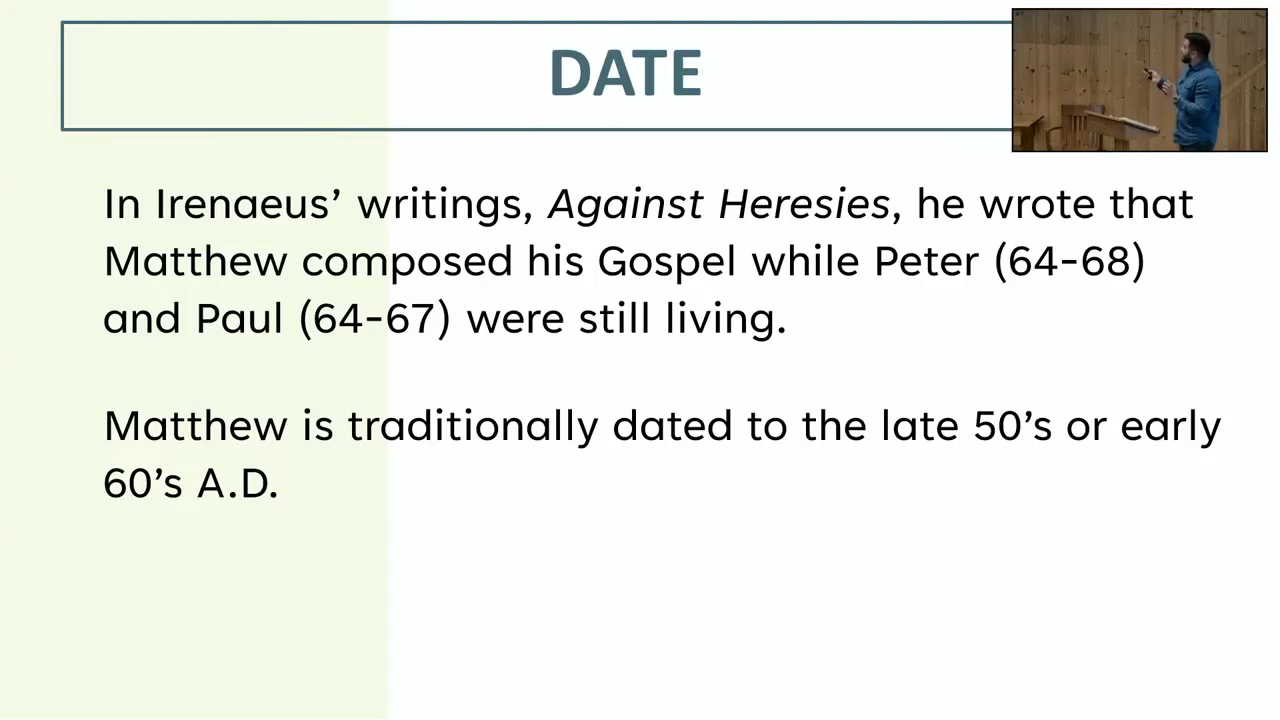 DATE
In Irenaeus’ writings, Against Heresies, he wrote that
Matthew composed his Gospel while Peter (64-68)
and Paul (64-67) were still living.
Matthew is traditionally dated to the late 50’s or early
60’s A.D.